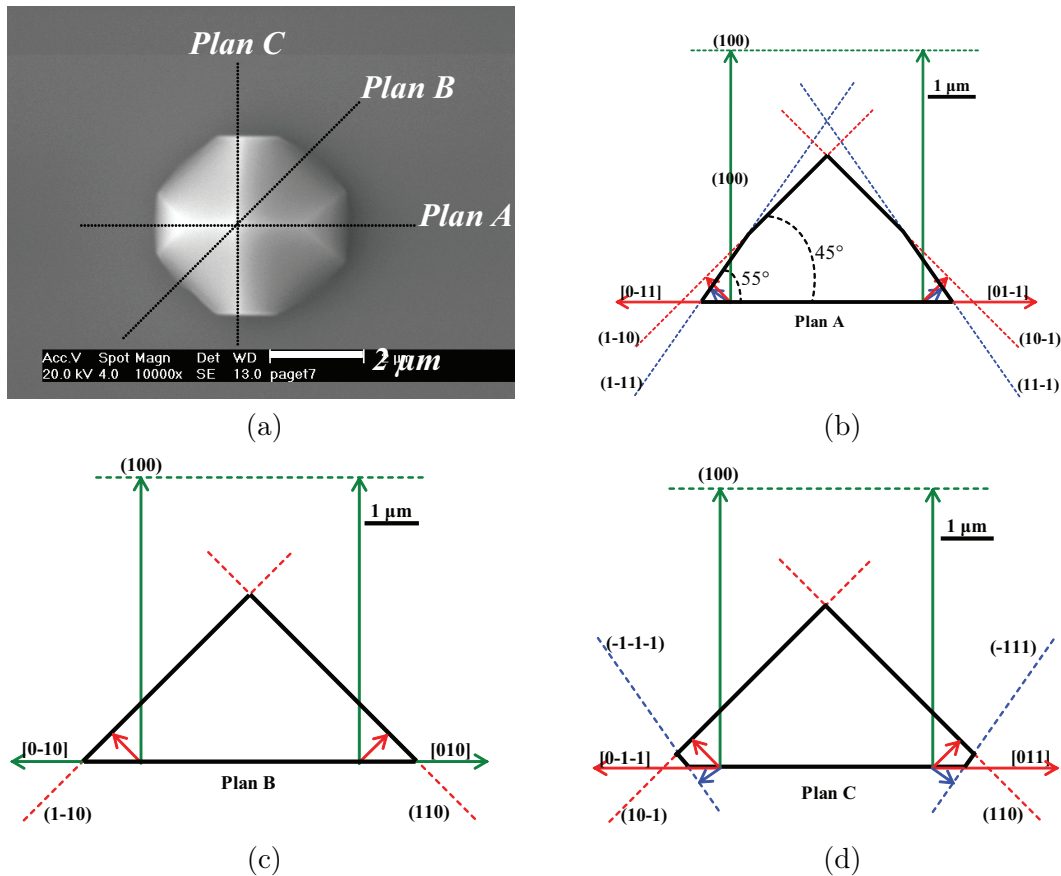 Plan C
Plan B
Plan A
Acc.V Spot Magn Det WD
20.0 kV 4.0 10000x SE 13.0 paget7
2 µm
(a)
(100)
1 µm
(100)
45°
55°
[0-11]
[01-1]
Plan A
(1-10)
(10-1)
(1-11)
(11-1)
(b)
(100)
1 µm
[0-10]
[010]
Plan B
(1-10)
(110)
(c)
(100)
1 µm
(-1-1-1)
(-111)
[0-1-1]
[011]
Plan C
(10-1)
(110)
(d)